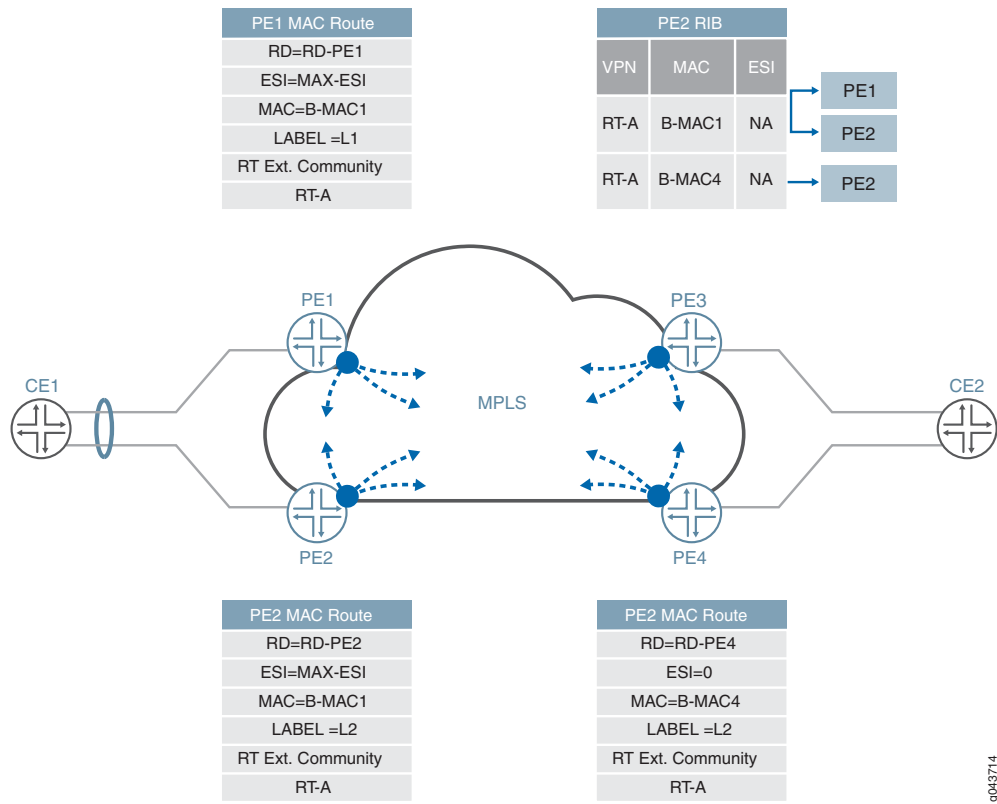 PE1 MAC Route
RD=RD-PE1
ESI=MAX-ESI
MAC=B-MAC1
LABEL =L1
RT Ext. Community
RT-A
PE2 RIB
VPN MAC ESI
RT-A B-MAC1 NA
RT-A B-MAC4 NA
PE1
PE2
PE2
PE1
PE3
CE1
MPLS
CE2
PE2
PE4
PE2 MAC Route
RD=RD-PE2
ESI=MAX-ESI
MAC=B-MAC1
LABEL =L2
RT Ext. Community
RT-A
PE2 MAC Route
RD=RD-PE4
ESI=0
MAC=B-MAC4
LABEL =L2
RT Ext. Community
RT-A
g043714